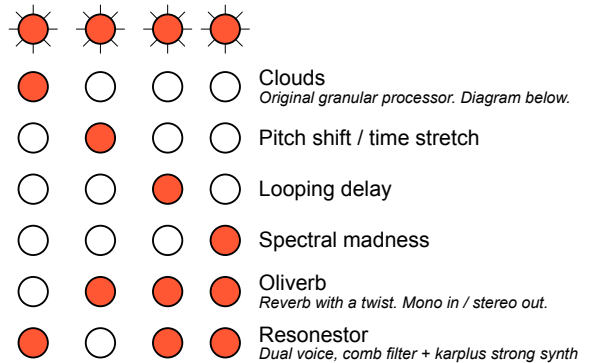 Clouds
Original granular processor. Diagram below.
Pitch shift / time stretch
Looping delay
Spectral madness
Oliverb
Reverb with a twist. Mono in / stereo out.
Resonestor
Dual voice, comb filter + karplus strong synth